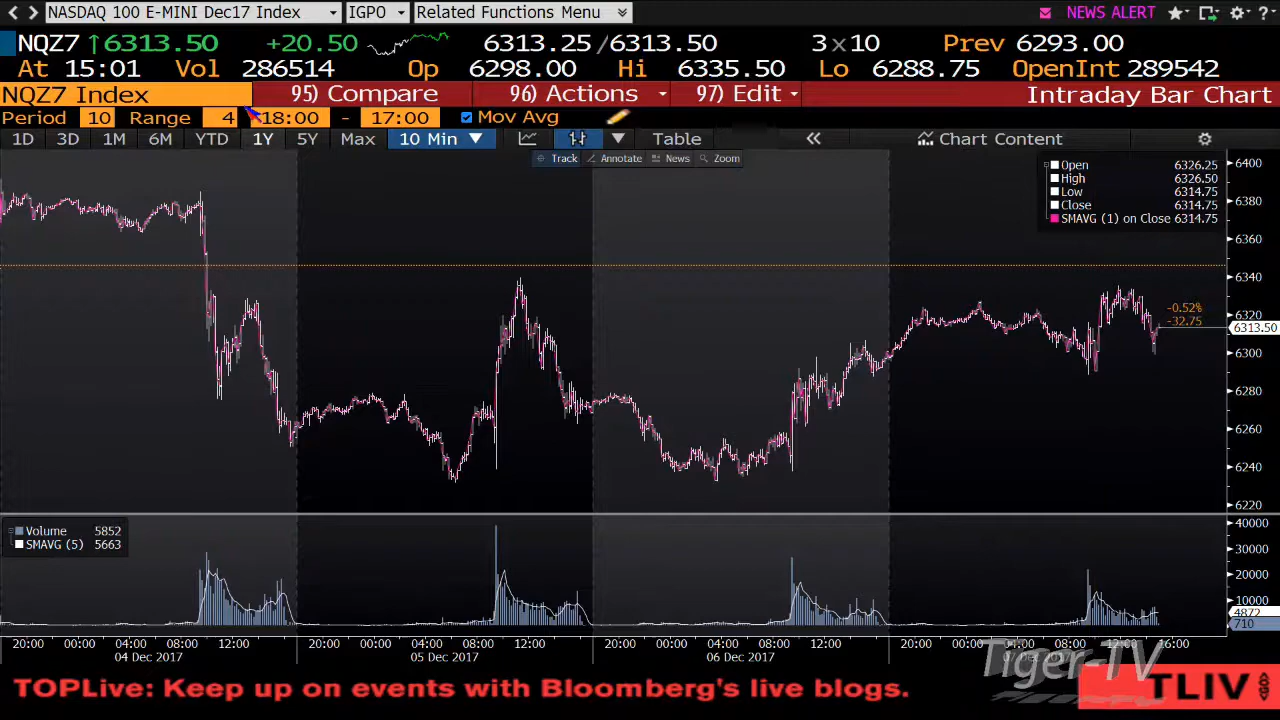 NASDAQ 100 E-MINI Dec17 Index IGPO Related Functions Menu NEWS ALERT
NQZ7 ↑6313.50 +20.50 6313.25/6313.50 3x10 Prev 6293.00
At 15:01 Vol 286514 Op 6298.00 Hi 6335.50 Lo 6288.75 OpenInt 289542
NQZ7 Index 95) Compare 96) Actions 97) Edit Intraday Bar Chart
Period 10 Range 4 18:00 - 17:00 Mov Avg
1D 3D 1M 6M YTD 1Y 5Y Max 10 Min Table Chart Content
Track Annotate News Zoom
Open 6326.25
High 6326.50
Low 6314.75
Close 6314.75
SMAVG (1) on Close 6314.75
6400
6380
6360
6340
6320
6300
6280
6260
6240
6220
-0.52%
-32.75
6313.50
Volume 5852
SMAVG (5) 5663
40000
30000
20000
10000
4872
710
20:00 00:00 04:00 08:00 12:00 20:00 00:00 04:00 08:00 12:00 20:00 00:00 04:00 08:00 12:00 20:00 00:00 04:00 08:00 12:00 16:00
04 Dec 2017 05 Dec 2017 06 Dec 2017
Tiger-TV
TOPLive: Keep up on events with Bloomberg's live blogs.
TLIV